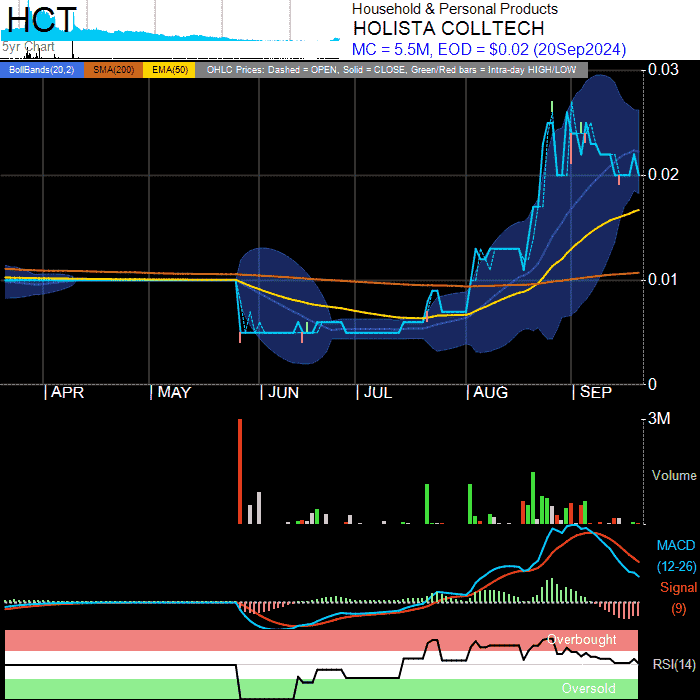 HCT
Household & Personal Products
HOLISTA COLLTECH
5yr Chart
MC = 5.5M, EOD = $0.02 (20Sep2024)
BollBands(20,2) SMA(200) EMA(50) OHLC Prices: Dashed = OPEN, Solid = CLOSE, Green/Red bars = Intra-day HIGH/LOW
0.03
0.02
0.01
0
APR MAY JUN JUL AUG SEP
3M
Volume
MACD
(12-26)
Signal
(9)
Overbought
RSI(14)
Oversold